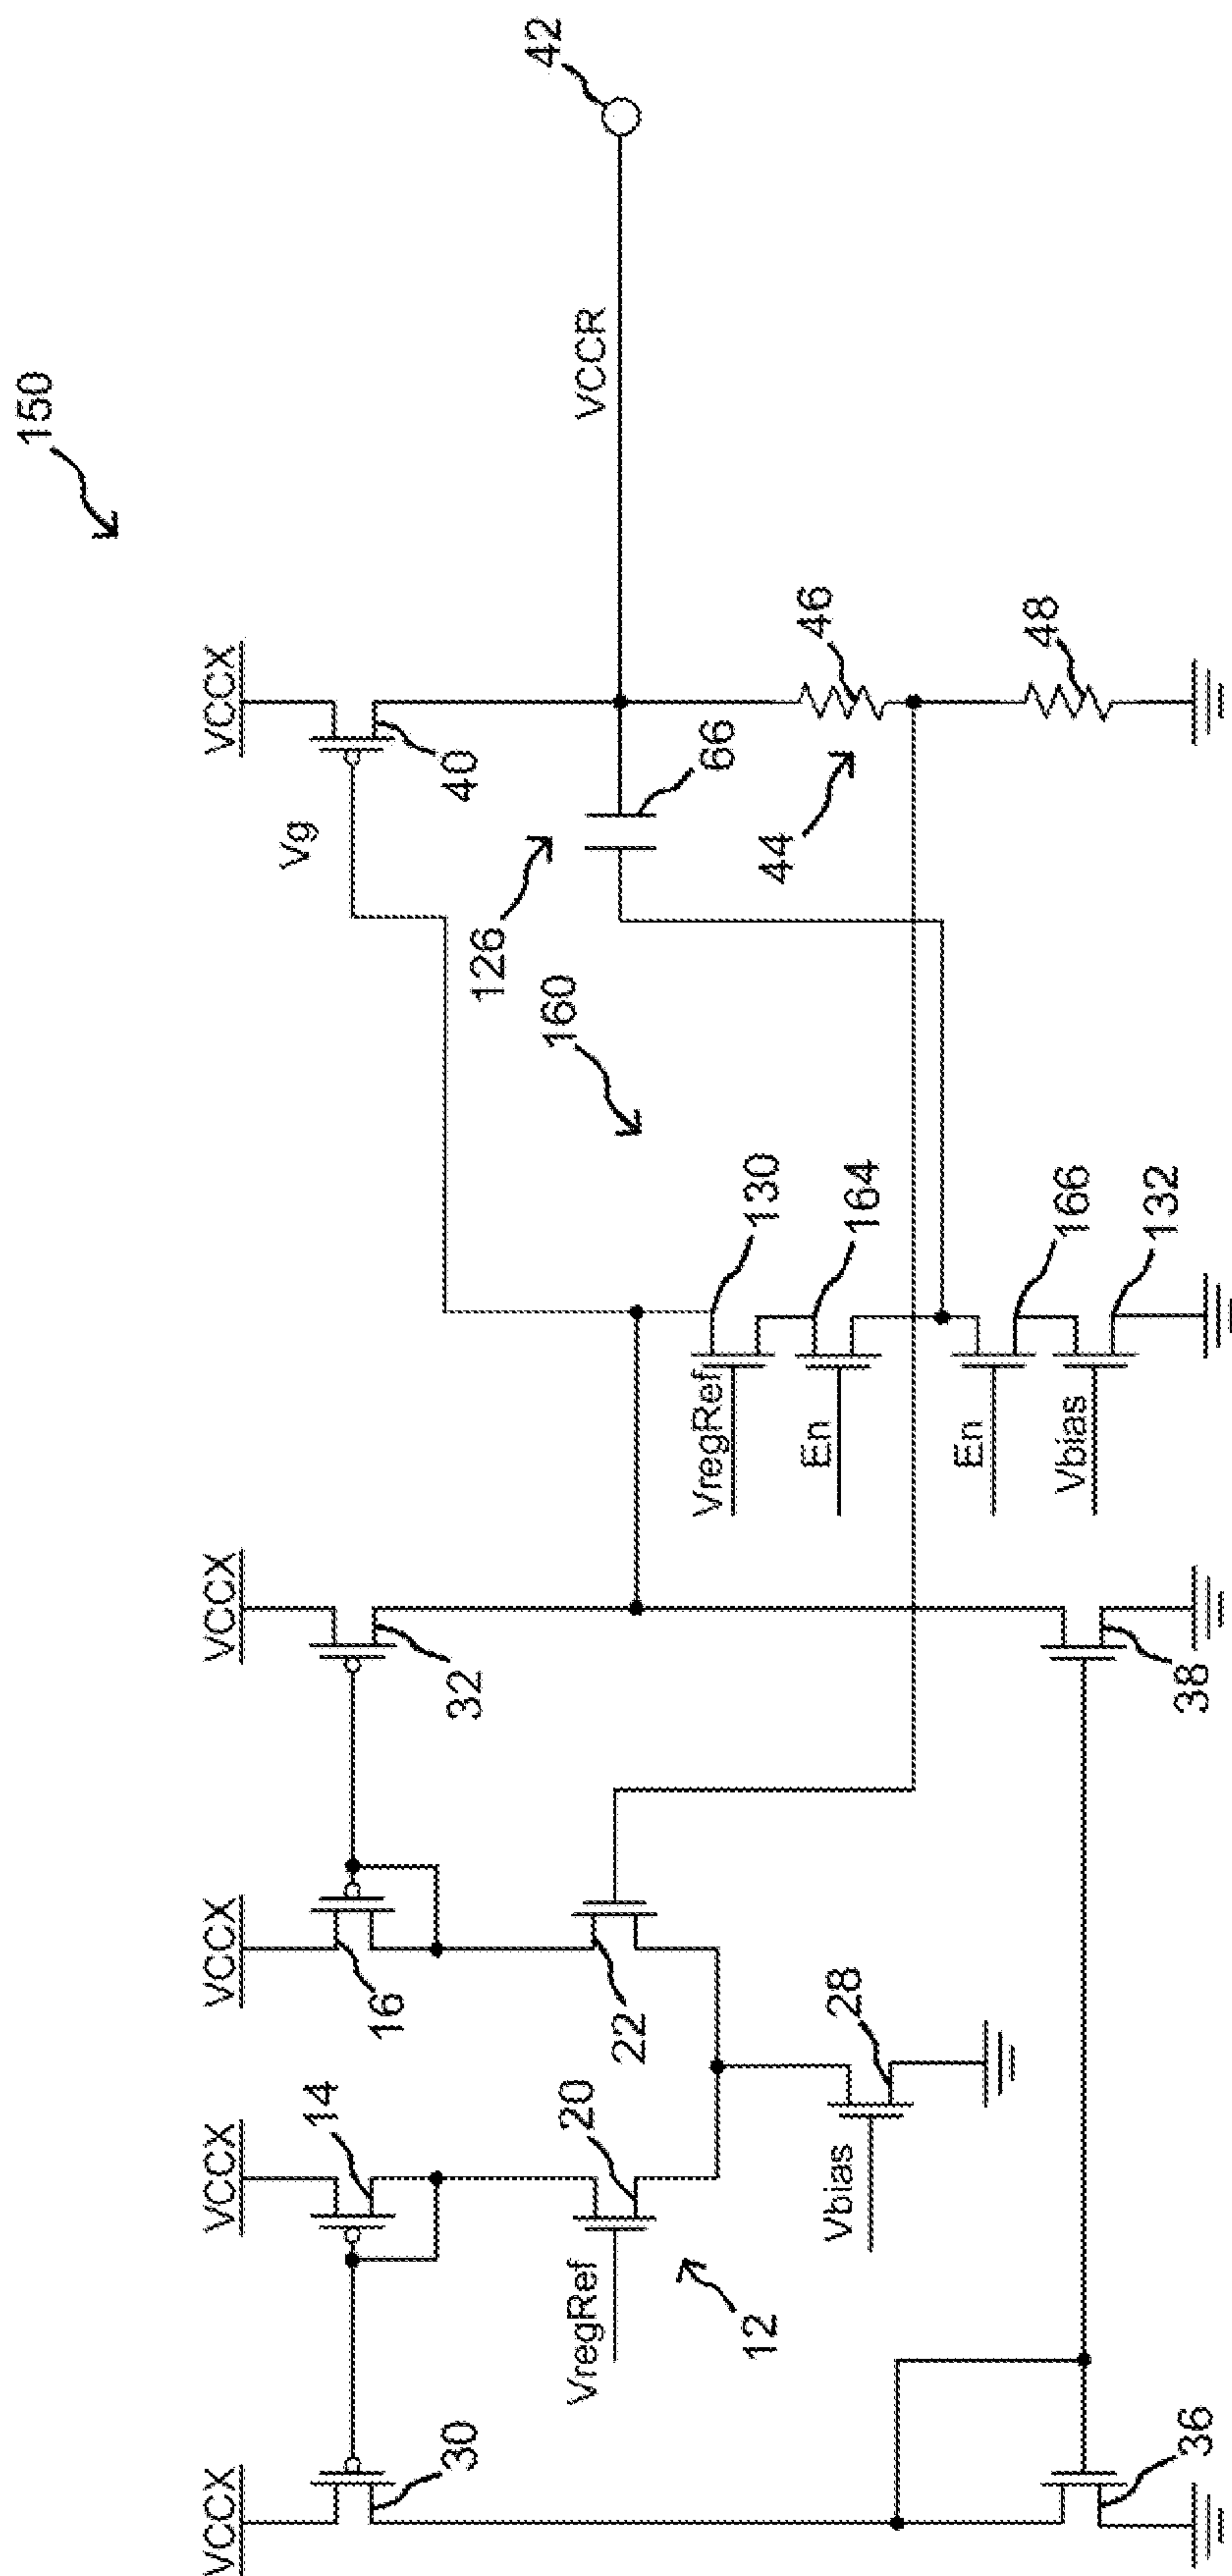 150
VCCX
VCCX
VCCX
VCCX
VCCX
30
14
16
32
40
Vg
126
66
VCCR
42
160
VregRef
20
22
12
VregRef
130
En
164
44
46
Vbias
28
En
166
48
Vbias
132
36
38